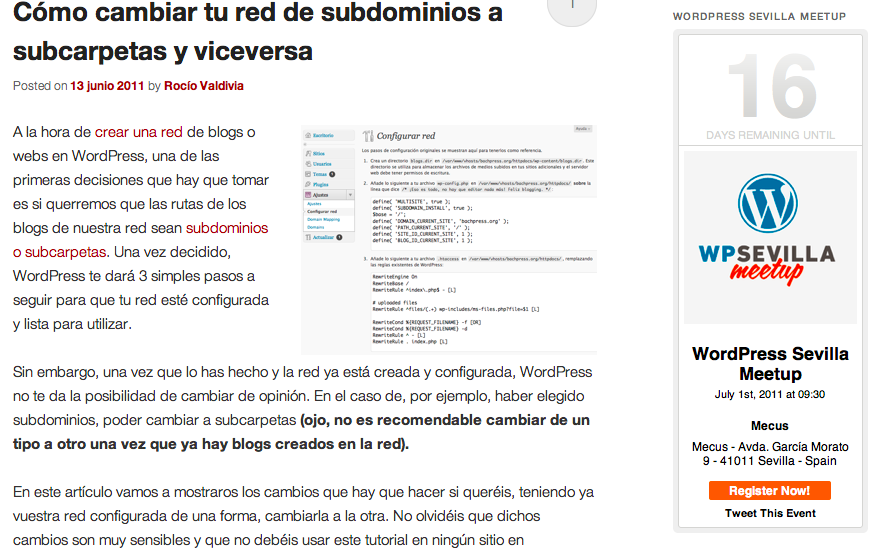 Cómo cambiar tu red de subdominios a
subcarpetas y viceversa
1
Posted on 13 junio 2011 by Rocío Valdivia
A la hora de crear una red de blogs o
webs en WordPress, una de las
primeras decisiones que hay que tomar
es si queremos que las rutas de los
blogs de nuestra red sean subdominios
o subcarpetas. Una vez decidido,
WordPress te dará 3 simples pasos a
seguir para que tu red esté configurada
y lista para utilizar.
Escritorio
Sitios
Usuarios
Temas
Plugins
Ajustes
Ajustes
Configurar red
Domain Mapping
Domains
Actualizar
Ayuda
Configurar red
Los pasos de configuración originales se muestran aquí para tenerlos como referencia.
1. Crea un directorio blogs.dir en /var/www/vhosts/bachpress.org/httpdocs/wp-content/blogs.dir. Este
directorio se utiliza para almacenar los archivos de medios subidos en tus sitios adicionales y el servidor
web debe tener permisos de escritura.
2. Añade lo siguiente a tu archivo wp-config.php en /var/www/vhosts/bachpress.org/httpdocs/ sobre la
línea que dice /* ¡Eso es todo, no hay que editar nada más! Feliz blogging. */:
define( 'MULTISITE', true );
define( 'SUBDOMAIN_INSTALL', true );
$base = '/';
define( 'DOMAIN_CURRENT_SITE', 'bachpress.org' );
define( 'PATH_CURRENT_SITE', '/' );
define( 'SITE_ID_CURRENT_SITE', 1 );
define( 'BLOG_ID_CURRENT_SITE', 1 );
3. Añade lo siguiente a tu archivo .htaccess en /var/www/vhosts/bachpress.org/httpdocs/, remplazando
las reglas existentes de WordPress:
RewriteEngine On
RewriteBase /
RewriteRule ^index\.php$ - [L]
# uploaded files
RewriteRule ^files/(.+) wp-includes/ms-files.php?file=$1 [L]
RewriteCond %{REQUEST_FILENAME} -f [OR]
RewriteCond %{REQUEST_FILENAME} -d
RewriteRule ^ - [L]
RewriteRule . index.php [L]
Sin embargo, una vez que lo has hecho y la red ya está creada y configurada, WordPress
no te da la posibilidad de cambiar de opinión. En el caso de, por ejemplo, haber elegido
subdominios, poder cambiar a subcarpetas (ojo, no es recomendable cambiar de un
tipo a otro una vez que ya hay blogs creados en la red).
En este artículo vamos a mostraros los cambios que hay que hacer si queréis, teniendo ya
vuestra red configurada de una forma, cambiarla a la otra. No olvidéis que dichos
cambios son muy sensibles y que no debéis usar este tutorial en ningún sitio en
WORDPRESS SEVILLA MEETUP
16
DAYS REMAINING UNTIL
WPSEVILLA
meetup
WordPress Sevilla
Meetup
July 1st, 2011 at 09:30
Mecus
Mecus - Avda. García Morato
9 - 41011 Sevilla - Spain
Register Now!
Tweet This Event